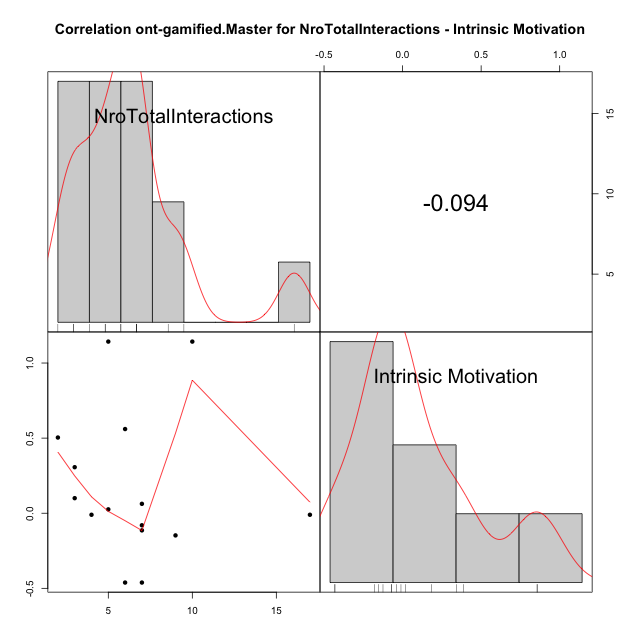 Correlation ont-gamified.Master for NroTotalInteractions - Intrinsic Motivation
-0.5 0.0 0.5 1.0
NroTotalInteractions
-0.094
15
10
5
Intrinsic Motivation
1.0
0.5
0.0
-0.5
5 10 15